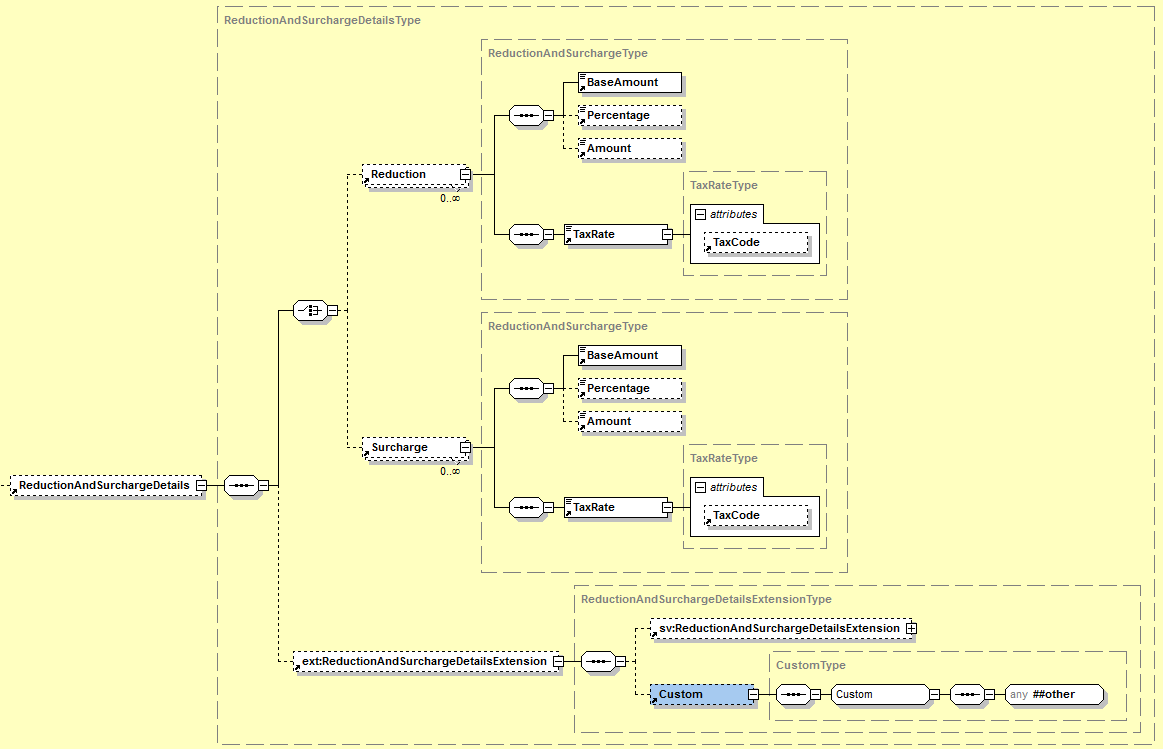 ReductionAndSurchargeDetailsType
ReductionAndSurchargeType
BaseAmount
Percentage
Amount
Reduction
0..∞
TaxRateType
attributes
TaxRate
TaxCode
ReductionAndSurchargeType
BaseAmount
Percentage
Amount
Surcharge
0..∞
TaxRateType
attributes
TaxRate
TaxCode
ReductionAndSurchargeDetails
ReductionAndSurchargeDetailsExtensionType
sv:ReductionAndSurchargeDetailsExtension
ext:ReductionAndSurchargeDetailsExtension
CustomType
Custom
Custom
any ##other